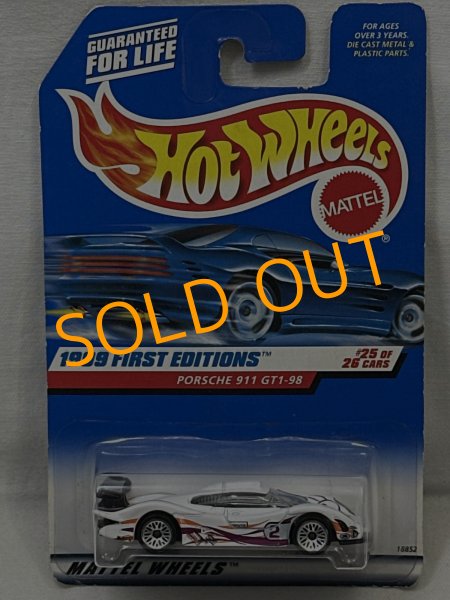 GUARANTEED
FOR LIFE
FOR AGES
OVER 3 YEARS.
DIE CAST METAL &
PLASTIC PARTS.
HOT WHEELS
MATTEL
®
SOLD OUT
1999 FIRST EDITIONS™
#25 OF
26 CARS
PORSCHE 911 GT1-98
2
18852
MATTEL WHEELS™